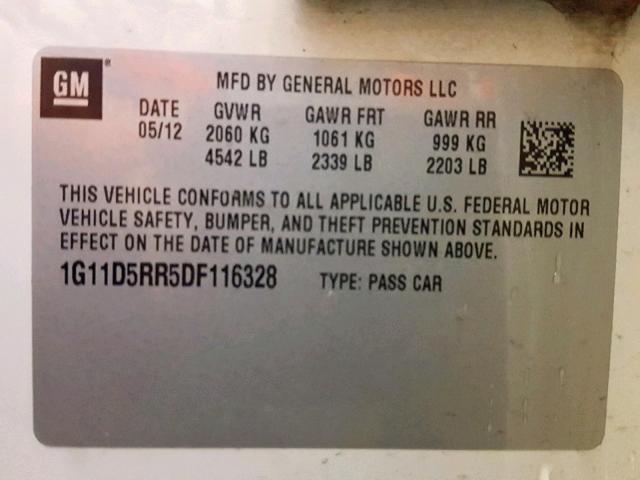 GM ®
MFD BY GENERAL MOTORS LLC
DATE GVWR GAWR FRT GAWR RR
05/12 2060 KG 1061 KG 999 KG
4542 LB 2339 LB 2203 LB
THIS VEHICLE CONFORMS TO ALL APPLICABLE U.S. FEDERAL MOTOR
VEHICLE SAFETY, BUMPER, AND THEFT PREVENTION STANDARDS IN
EFFECT ON THE DATE OF MANUFACTURE SHOWN ABOVE.
1G11D5RR5DF116328 TYPE: PASS CAR